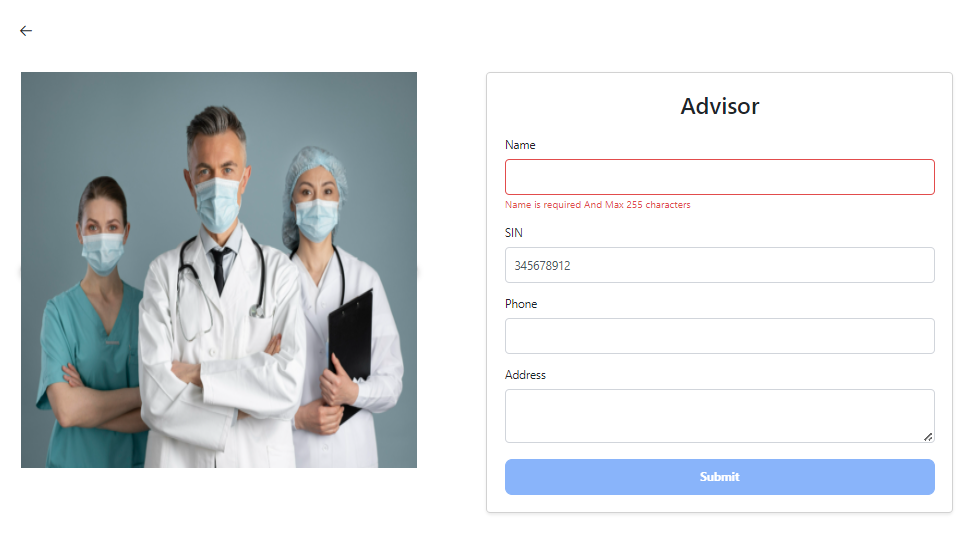 Advisor
Name
Name is required And Max 255 characters
SIN
345678912
Phone
Address
Submit